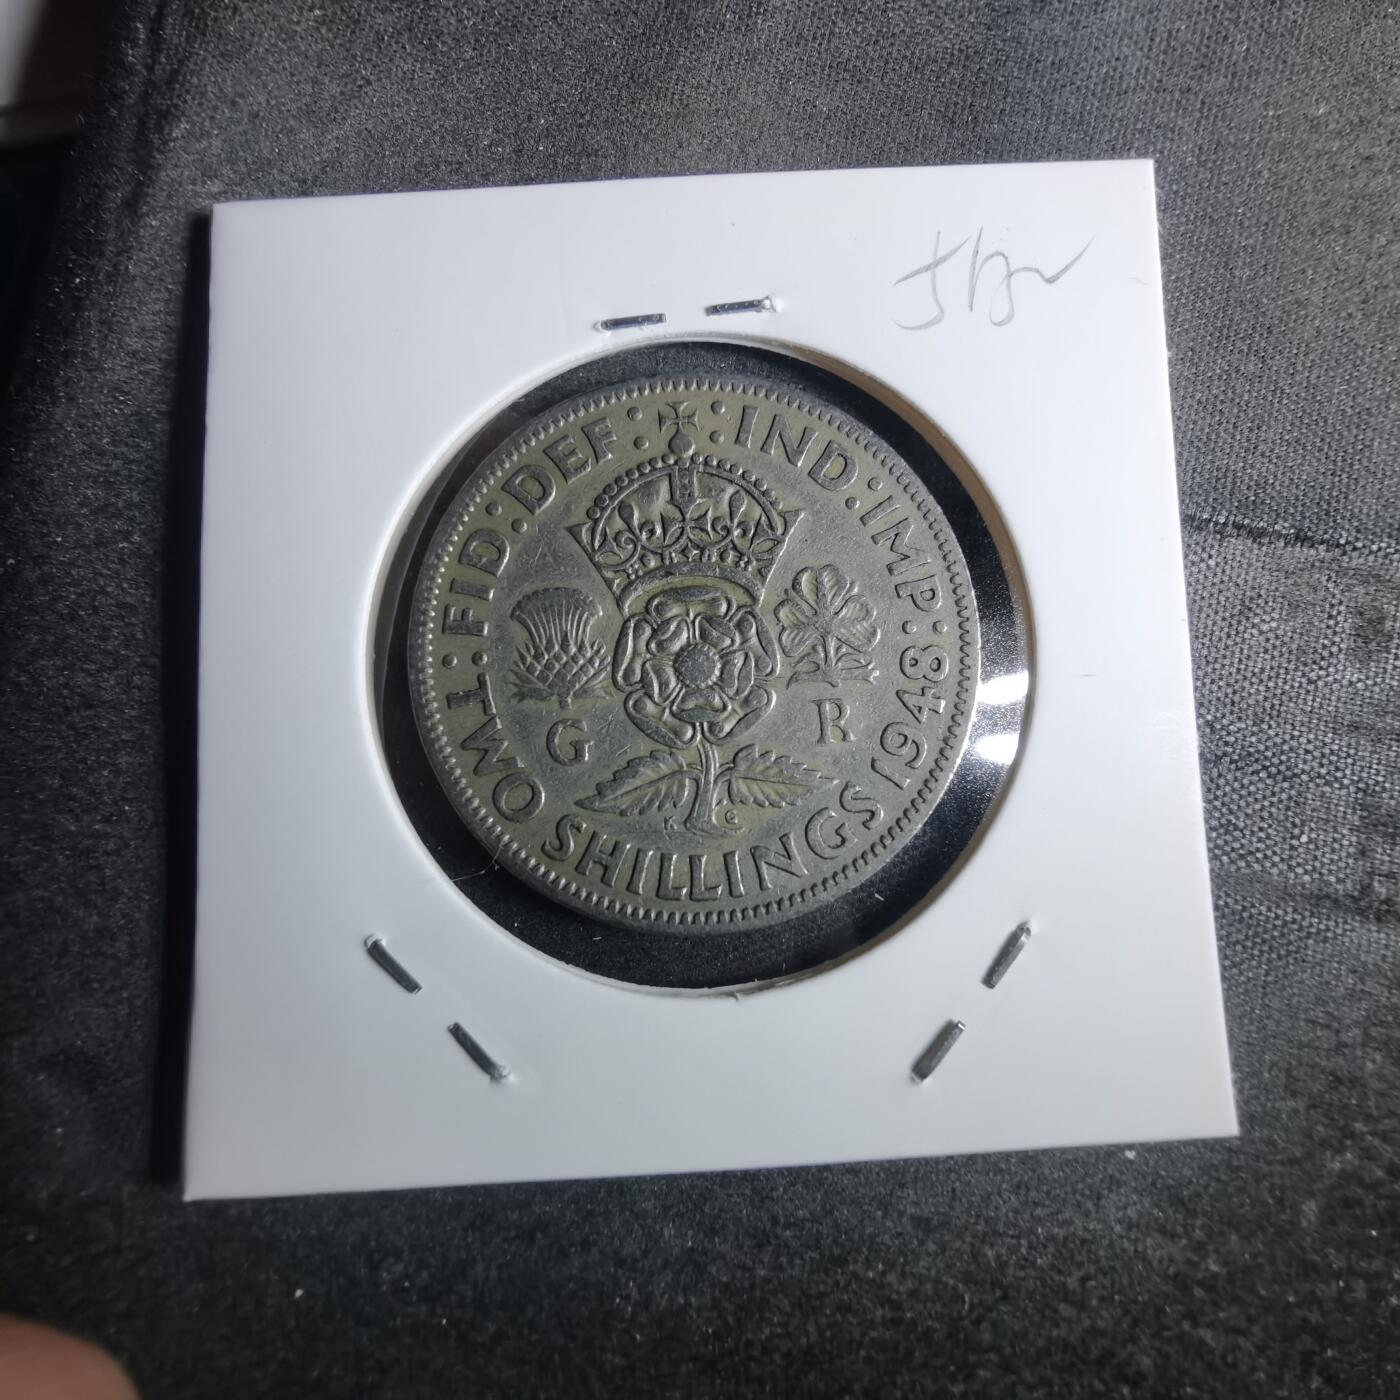 FID: DEF: IND: IMP: 1948
TWO SHILLINGS
G R
K G